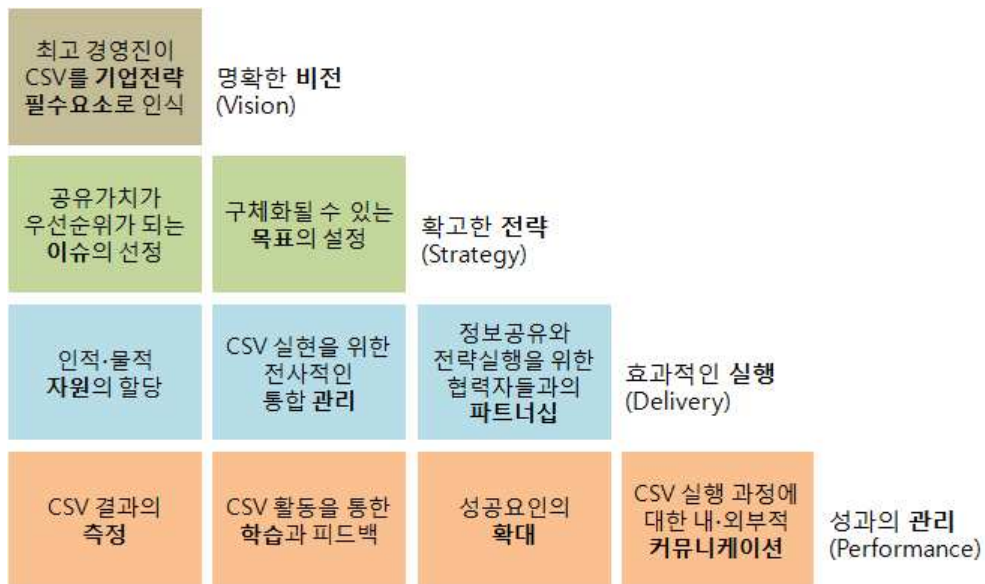 최고 경영진이
CSV를 기업전략
필수요소로 인식
명확한 비전
(Vision)
공유가치가
우선순위가 되는
이슈의 선정
구체화될 수 있는
목표의 설정
확고한 전략
(Strategy)
인적·물적
자원의 할당
CSV 실현을 위한
전사적인
통합 관리
정보공유와
전략실행을 위한
협력자들과의
파트너십
효과적인 실행
(Delivery)
CSV 결과의
측정
CSV 활동을 통한
학습과 피드백
성공요인의
확대
CSV 실행 과정에
대한 내·외부적
커뮤니케이션
성과의 관리
(Performance)